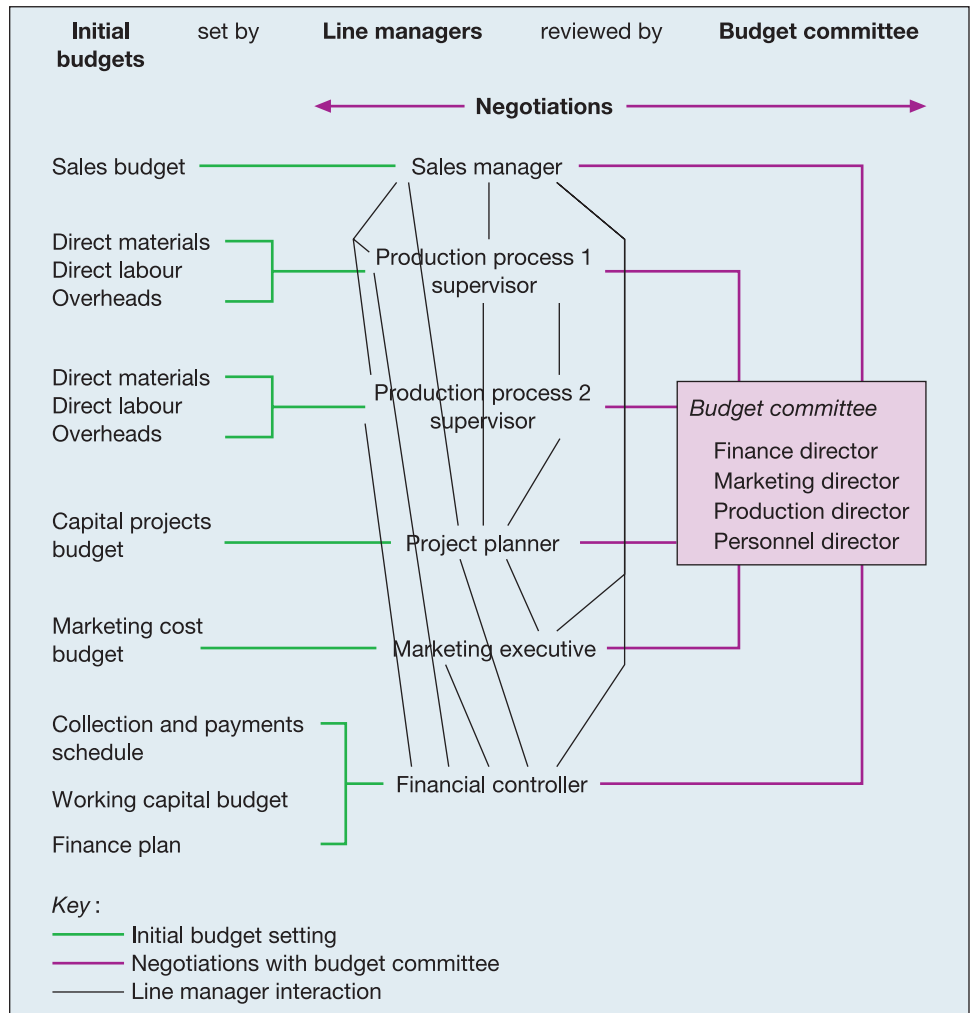 Initial budgets set by Line managers reviewed by Budget committee
Negotiations
Sales budget
Sales manager
Direct materials
Direct labour
Overheads
Production process 1
supervisor
Direct materials
Direct labour
Overheads
Production process 2
supervisor
Budget committee
Finance director
Marketing director
Production director
Personnel director
Capital projects
budget
Project planner
Marketing cost
budget
Marketing executive
Collection and payments
schedule
Working capital budget
Finance plan
Financial controller
Key :
Initial budget setting
Negotiations with budget committee
Line manager interaction